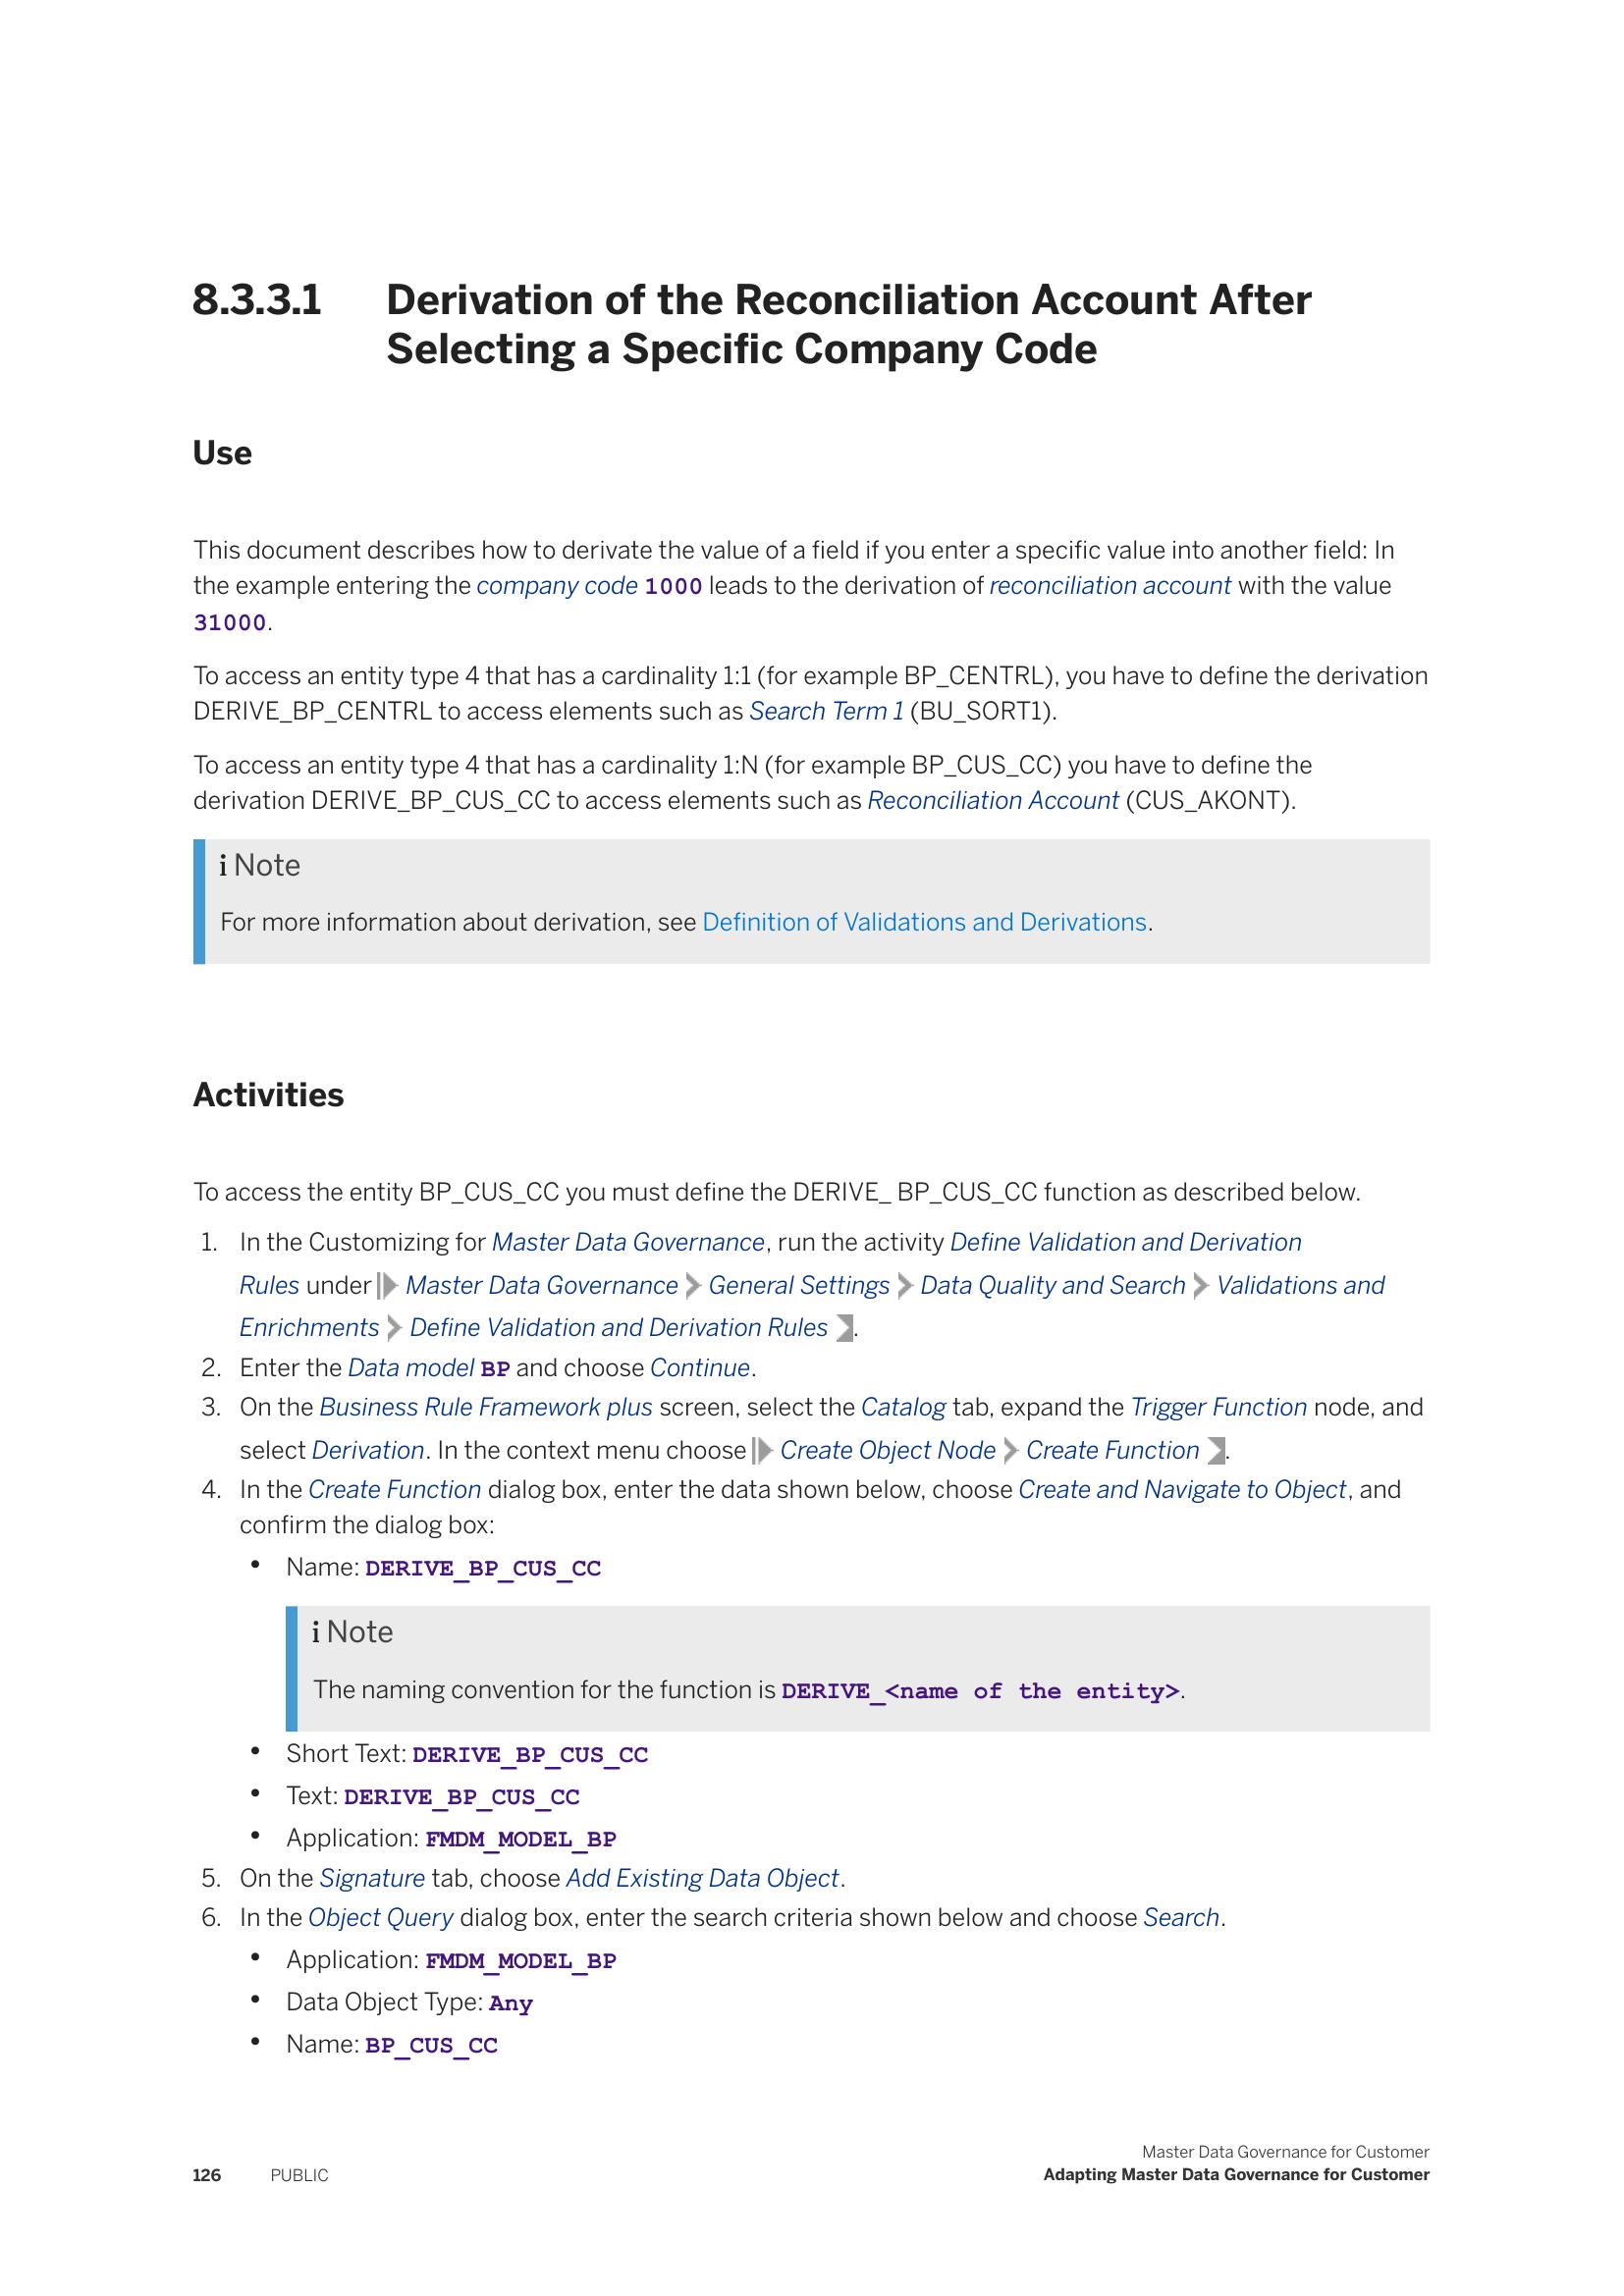 8.3.3.1 Derivation of the Reconciliation Account After
Selecting a Specific Company Code
Use
This document describes how to derivate the value of a field if you enter a specific value into another field: In
the example entering the company code 1000 leads to the derivation of reconciliation account with the value
31000.
To access an entity type 4 that has a cardinality 1:1 (for example BP_CENTRL), you have to define the derivation
DERIVE_BP_CENTRL to access elements such as Search Term 1 (BU_SORT1).
To access an entity type 4 that has a cardinality 1:N (for example BP_CUS_CC) you have to define the
derivation DERIVE_BP_CUS_CC to access elements such as Reconciliation Account (CUS_AKONT).
i Note
For more information about derivation, see Definition of Validations and Derivations.
Activities
To access the entity BP_CUS_CC you must define the DERIVE_ BP_CUS_CC function as described below.
1. In the Customizing for Master Data Governance, run the activity Define Validation and Derivation
Rules under Master Data Governance General Settings Data Quality and Search Validations and
Enrichments Define Validation and Derivation Rules .
2. Enter the Data model BP and choose Continue.
3. On the Business Rule Framework plus screen, select the Catalog tab, expand the Trigger Function node, and
select Derivation. In the context menu choose Create Object Node Create Function .
4. In the Create Function dialog box, enter the data shown below, choose Create and Navigate to Object, and
confirm the dialog box:
• Name: DERIVE_BP_CUS_CC
i Note
The naming convention for the function is DERIVE_<name of the entity>.
• Short Text: DERIVE_BP_CUS_CC
• Text: DERIVE_BP_CUS_CC
• Application: FMDM_MODEL_BP
5. On the Signature tab, choose Add Existing Data Object.
6. In the Object Query dialog box, enter the search criteria shown below and choose Search.
• Application: FMDM_MODEL_BP
• Data Object Type: Any
• Name: BP_CUS_CC
Master Data Governance for Customer
126 PUBLIC Adapting Master Data Governance for Customer